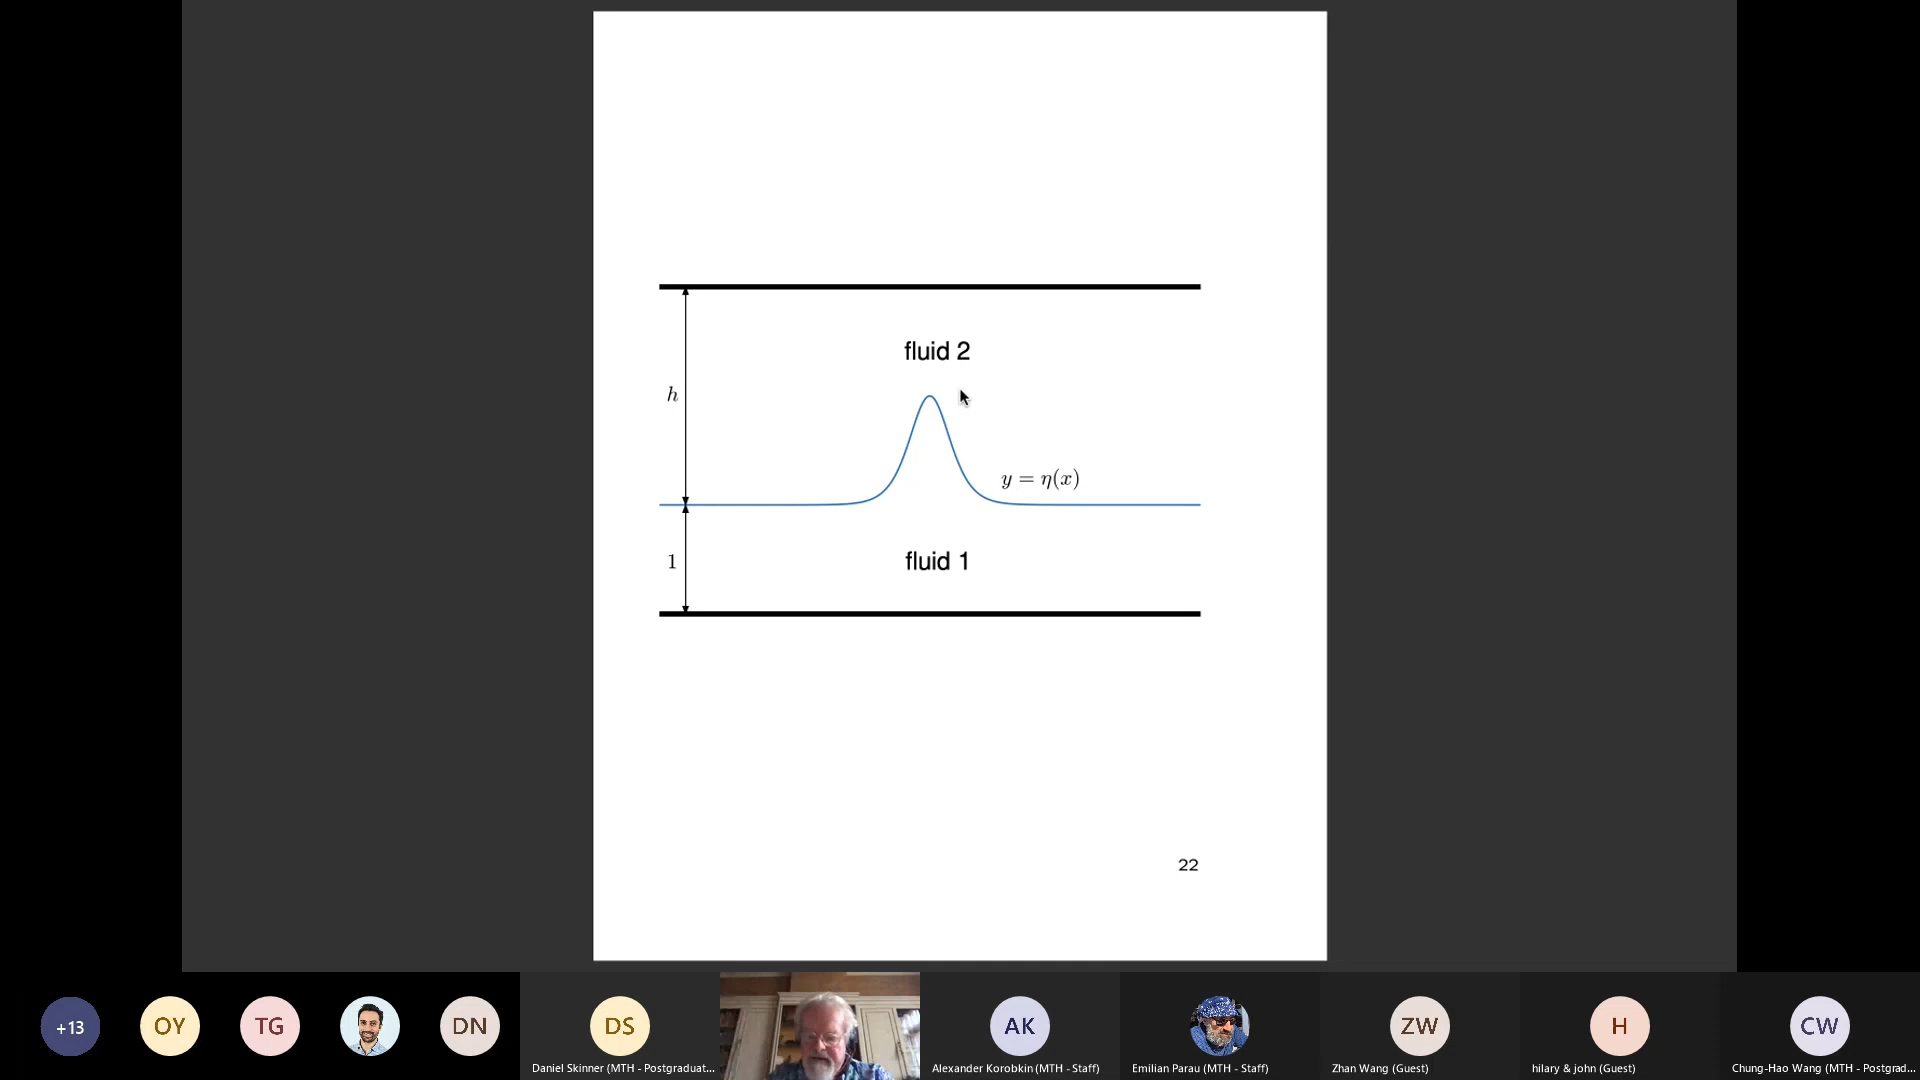 fluid 2
h
y = η(x)
fluid 1
1
22
+13
OY
TG
DN
DS
AK
ZW
H
CW
Daniel Skinner (MTH - Postgraduat...
Alexander Korobkin (MTH - Staff)
Emilian Parau (MTH - Staff)
Zhan Wang (Guest)
hilary & john (Guest)
Chung-Hao Wang (MTH - Postgrad...